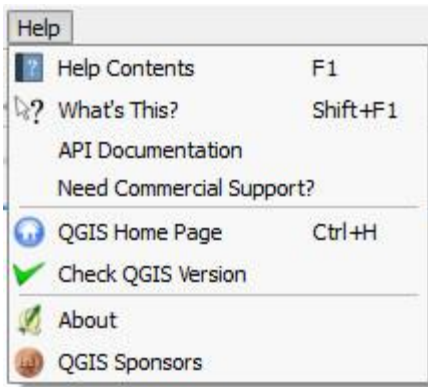 Help
Help Contents F1
What's This? Shift+F1
API Documentation
Need Commercial Support?
QGIS Home Page Ctrl+H
Check QGIS Version
About
QGIS Sponsors